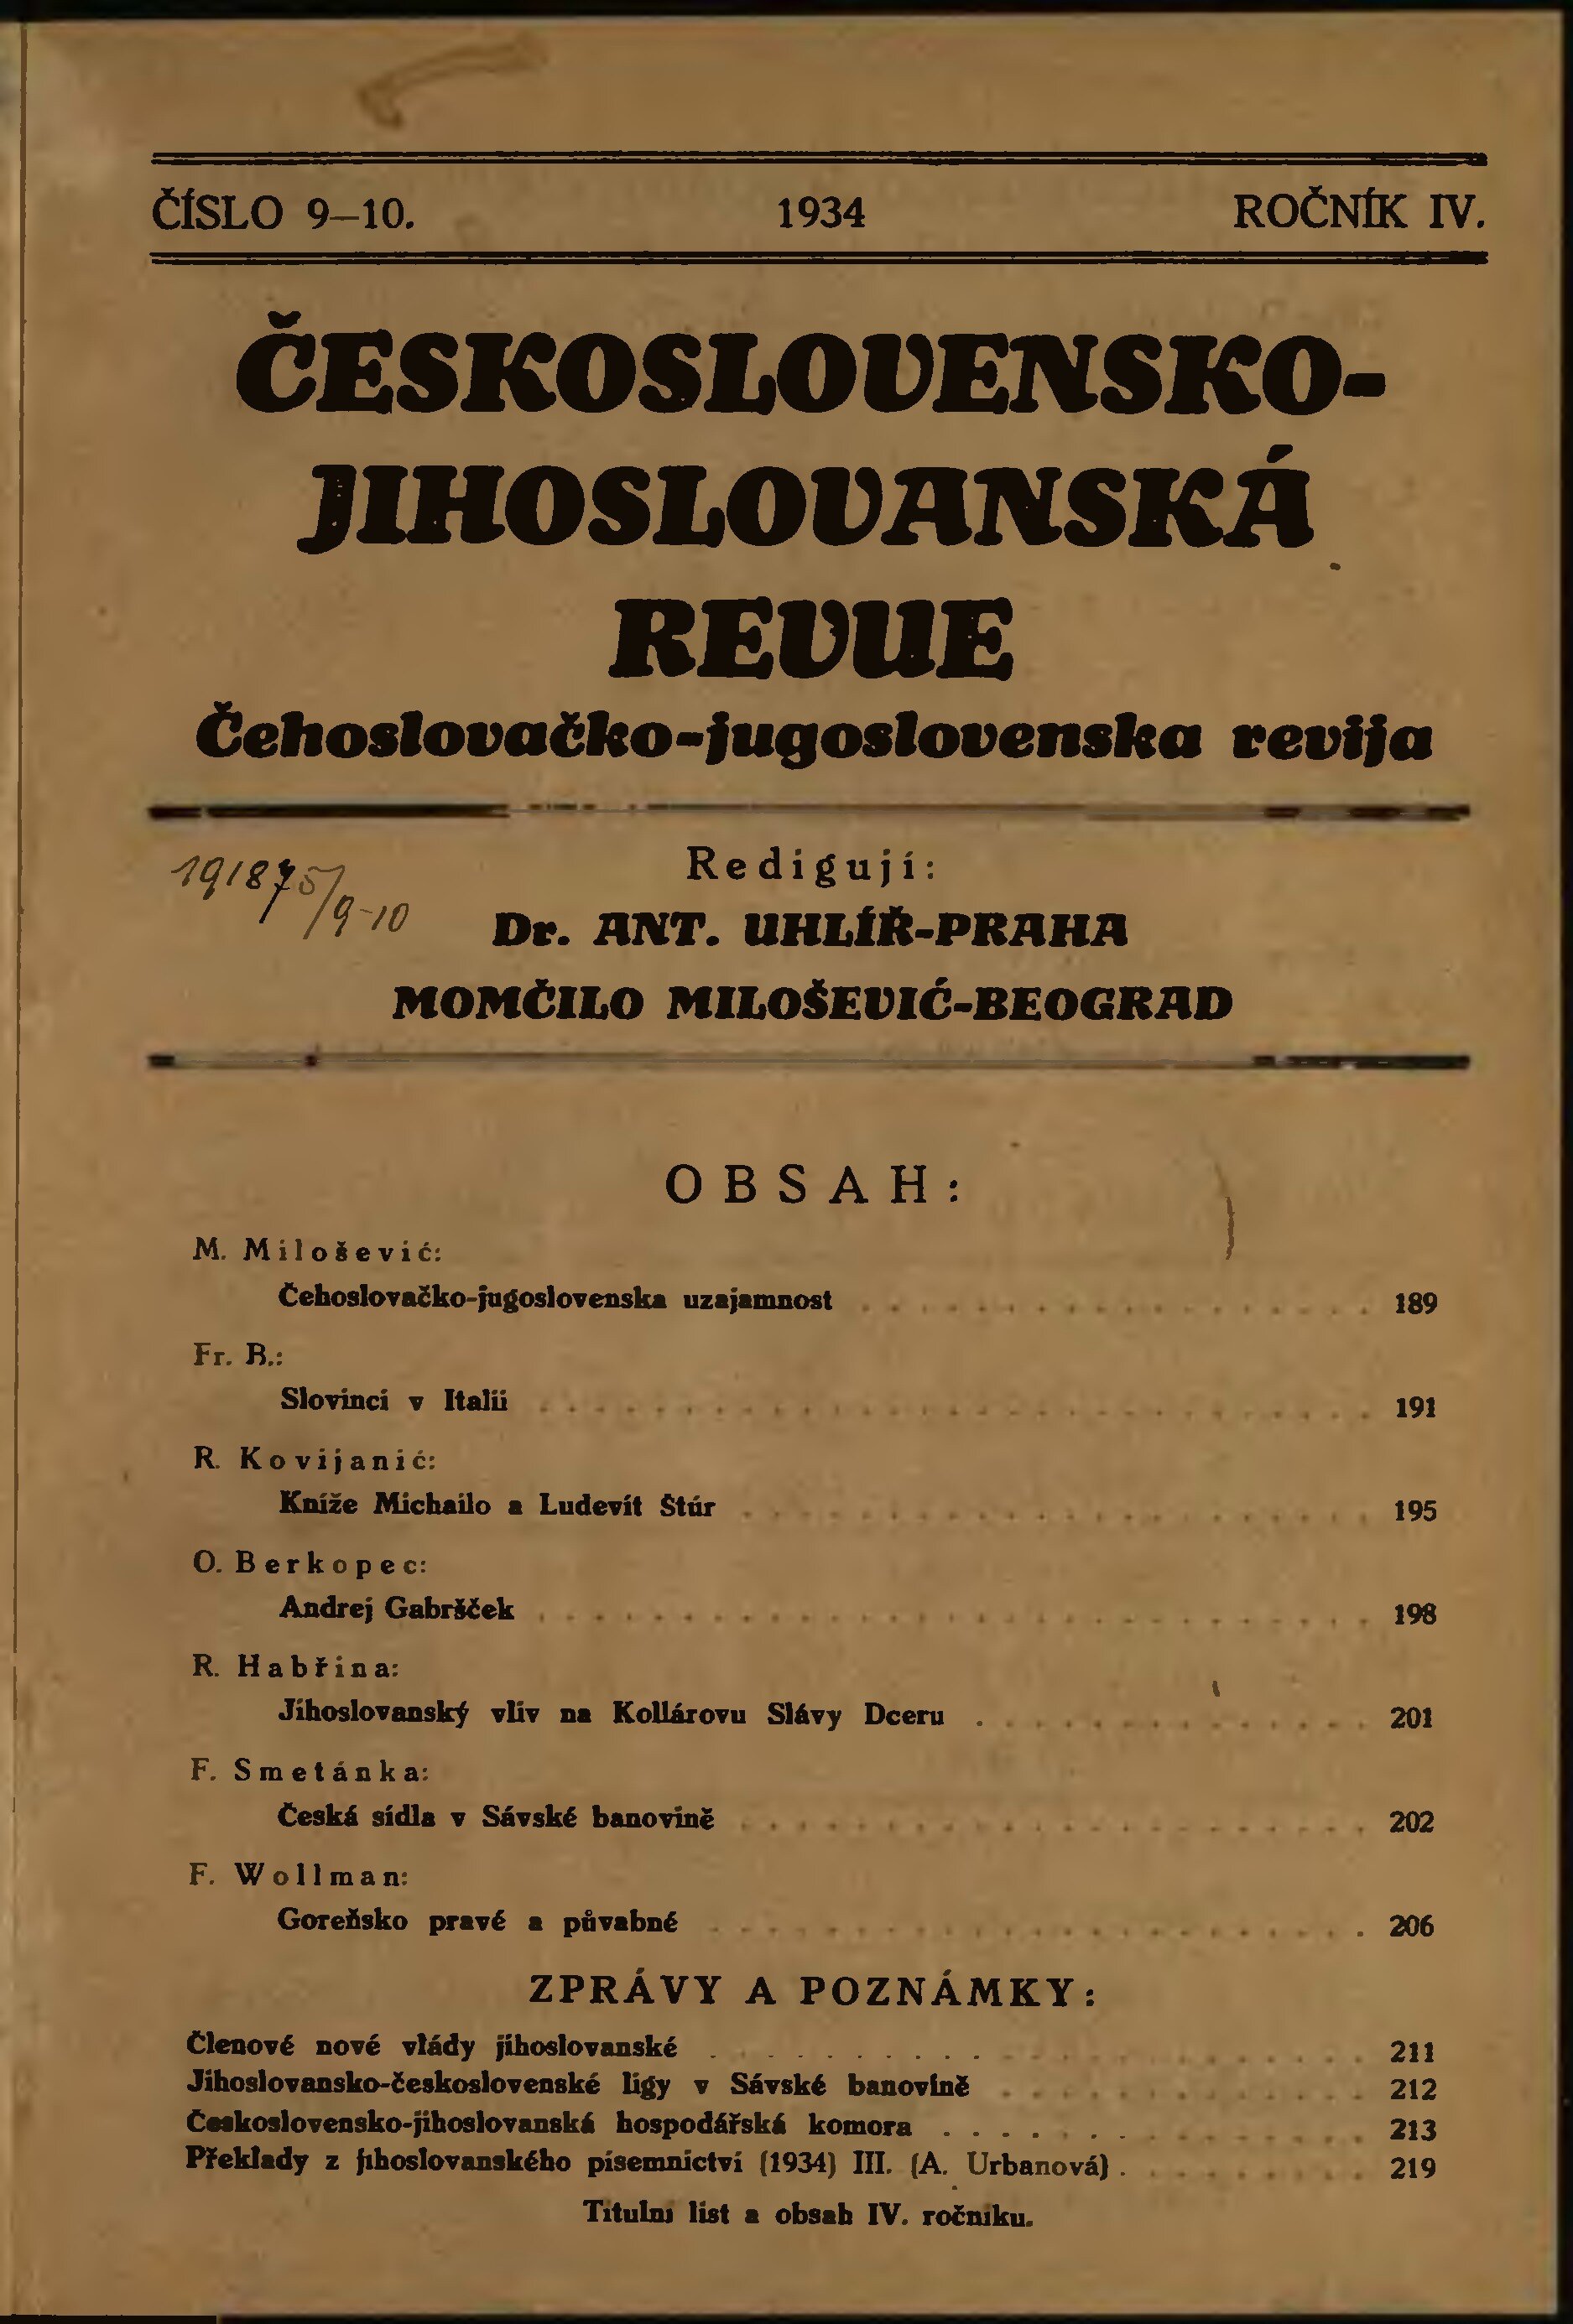 ČÍSLO 9–10. 1934 ROČNÍK IV.
ČESKOSLOVENSKO-
JIHOSLOVANSKÁ
REVUE
Čehoslovačko-jugoslovenska revija
Redigují:
Dr. ANT. UHLÍŘ-PRAHA
MOMČILO MILOŠEVIĆ-BEOGRAD
/9-10
OBSAH:
M. Milošević:
Čehoslovačko-jugoslovenska uzajamnost . . . . . . . . . . . . . . . . . . 189
Fr. B.:
Slovinci v Italii . . . . . . . . . . . . . . . . . . . . . . . . . . . . . 191
R. Kovijanić:
Kníže Michailo a Ludevít Štúr . . . . . . . . . . . . . . . . . . . . . . 195
O. Berkopec:
Andrej Gabršček . . . . . . . . . . . . . . . . . . . . . . . . . . . . . 198
R. Habřina:
Jihoslovanský vliv na Kollárovu Slávy Dceru . . . . . . . . . . . . . . 201
F. Smetánka:
Česká sídla v Sávské banovině . . . . . . . . . . . . . . . . . . . . . . 202
F. Wollman:
Goreňsko pravé a půvabné . . . . . . . . . . . . . . . . . . . . . . . 206
ZPRÁVY A POZNÁMKY:
Členové nové vlády jihoslovanské . . . . . . . . . . . . . . . . . . . . . . . 211
Jihoslovansko-československé ligy v Sávské banovině . . . . . . . . . . . . . 212
Československo-jihoslovanská hospodářská komora . . . . . . . . . . . . . . . 213
Překlady z jihoslovanského písemnictví (1934) III. (A. Urbanová) . . . . . . . . . 219
Titulní list a obsah IV. ročníku.